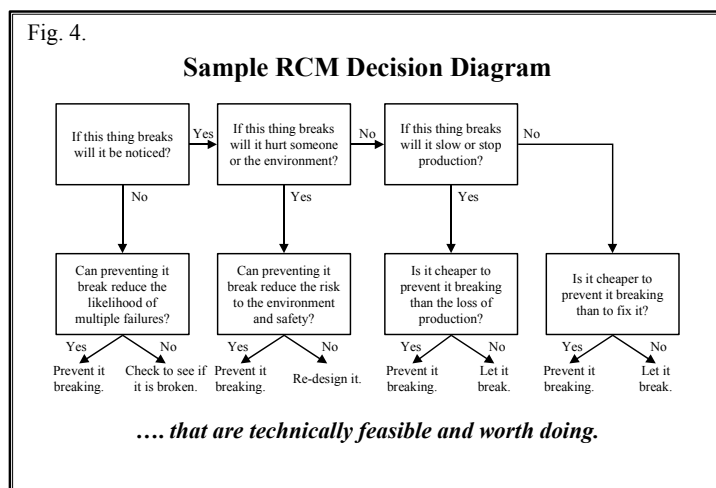 Fig. 4.
Sample RCM Decision Diagram
If this thing breaks
will it be noticed?
Yes
If this thing breaks
will it hurt someone
or the environment?
No
If this thing breaks
will it slow or stop
production?
No
No
Yes
Yes
Can preventing it
break reduce the
likelihood of
multiple failures?
Can preventing it
break reduce the risk
to the environment
and safety?
Is it cheaper to
prevent it breaking
than the loss of
production?
Is it cheaper to
prevent it breaking
than to fix it?
Yes
No
Yes
No
Yes
No
Yes
No
Prevent it
breaking.
Check to see if
it is broken.
Prevent it
breaking.
Re-design it.
Prevent it
breaking.
Let it
break.
Prevent it
breaking.
Let it
break.
…. that are technically feasible and worth doing.